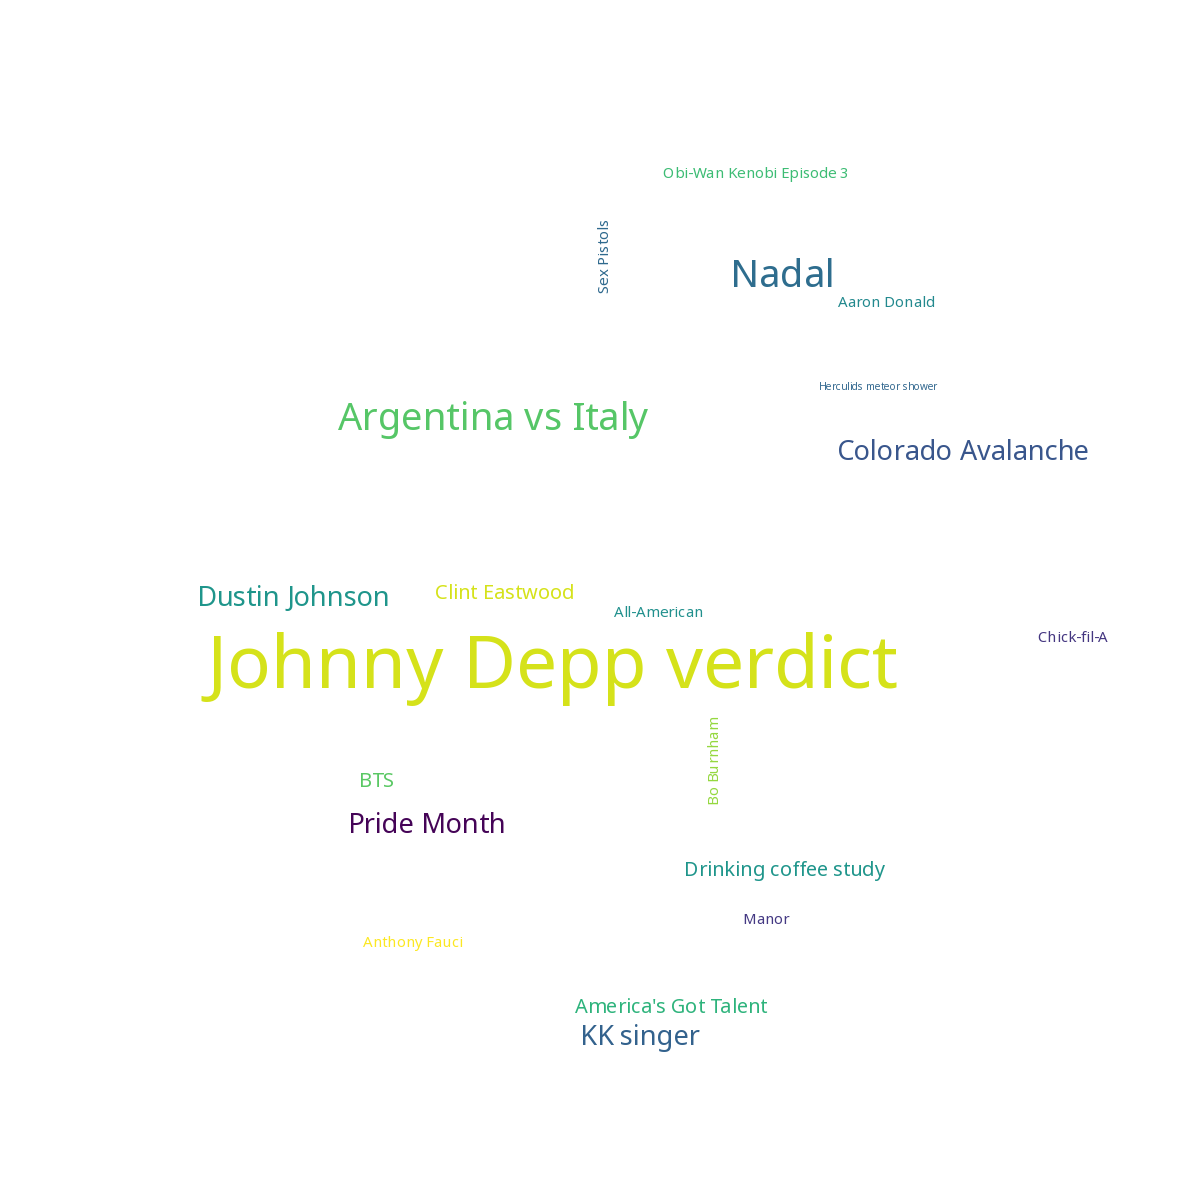 Obi-Wan Kenobi Episode 3
Sex Pistols
Nadal
Aaron Donald
Herculids meteor shower
Argentina vs Italy
Colorado Avalanche
Dustin Johnson
Clint Eastwood
All-American
Chick-fil-A
Johnny Depp verdict
Bo Burnham
BTS
Pride Month
Drinking coffee study
Manor
Anthony Fauci
America's Got Talent
KK singer